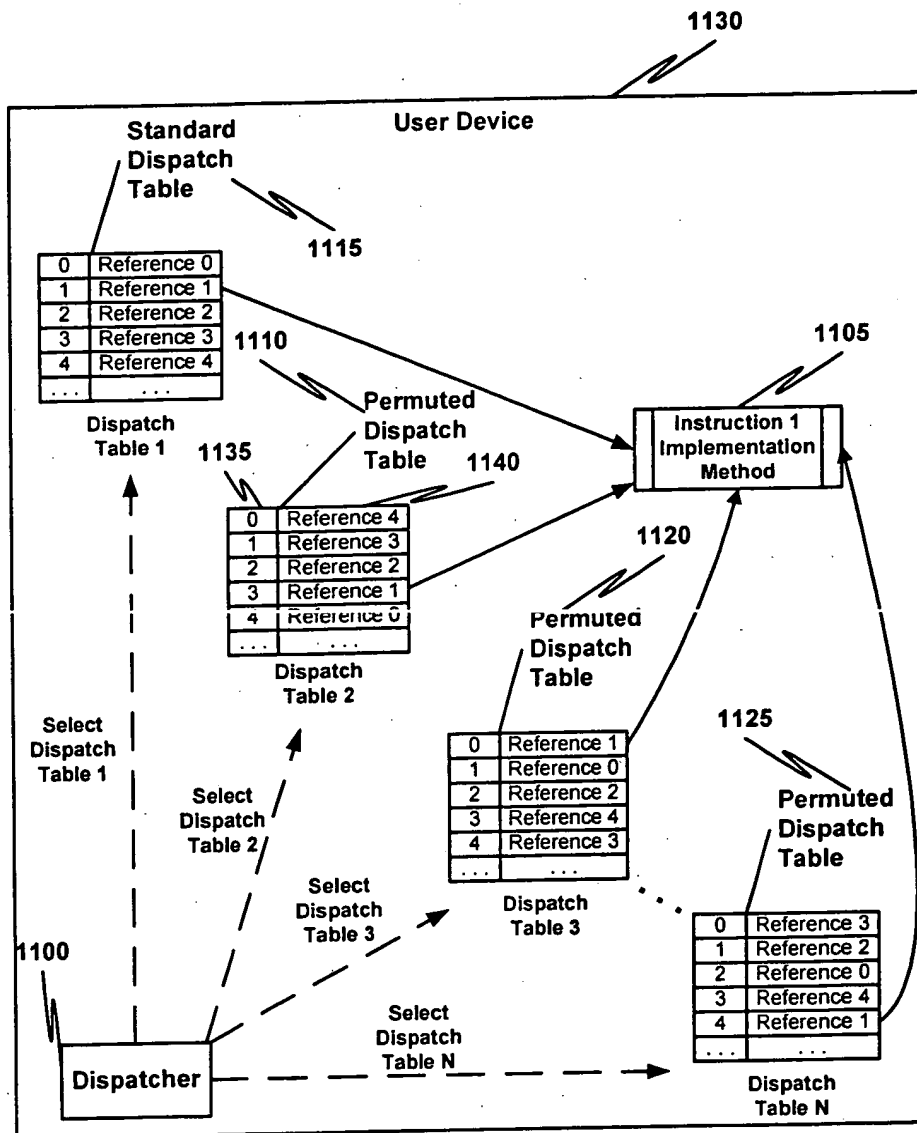 1130
User Device
Standard
Dispatch
Table
1115
0 Reference 0
1 Reference 1
2 Reference 2
3 Reference 3
4 Reference 4
... ...
Dispatch
Table 1
1110
Permuted
Dispatch
Table
1135
1140
0 Reference 4
1 Reference 3
2 Reference 2
3 Reference 1
4 Reference 0
... ...
Dispatch
Table 2
1105
Instruction 1
Implementation
Method
1120
Permuted
Dispatch
Table
0 Reference 1
1 Reference 0
2 Reference 2
3 Reference 4
4 Reference 3
... ...
Dispatch
Table 3
1125
Permuted
Dispatch
Table
0 Reference 3
1 Reference 2
2 Reference 0
3 Reference 4
4 Reference 1
... ...
Dispatch
Table N
Select
Dispatch
Table 1
Select
Dispatch
Table 2
Select
Dispatch
Table 3
Select
Dispatch
Table N
1100
Dispatcher